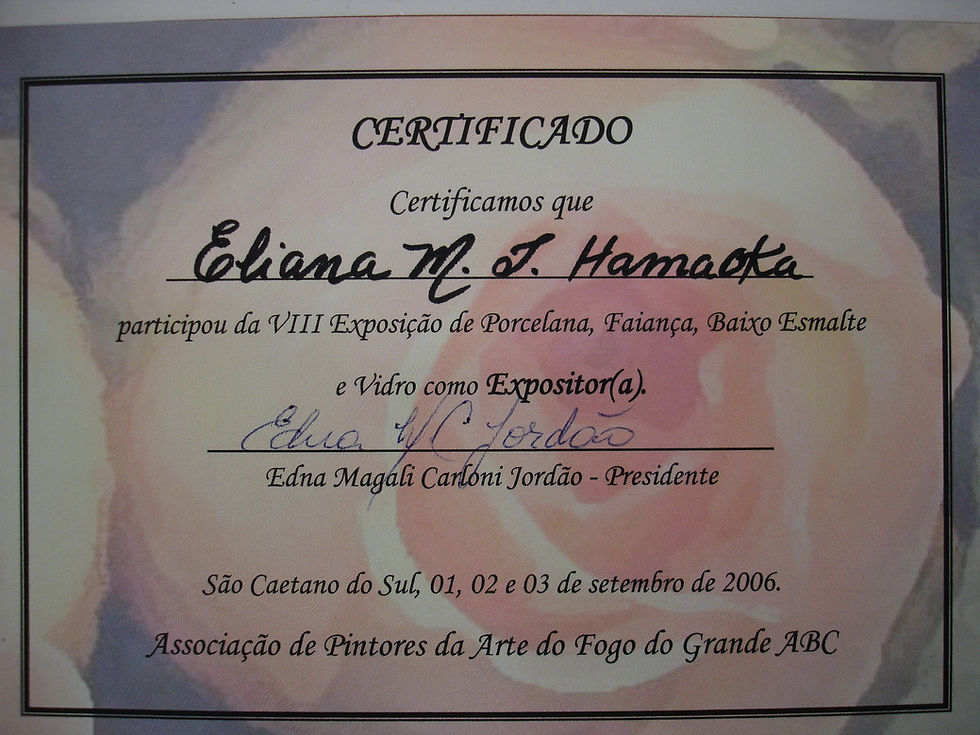 CERTIFICADO
Certificamos que
Eliana M. T. Hamaoka
participou da VIII Exposição de Porcelana, Faiança, Baixo Esmalte
e Vidro como Expositor(a).
Edna MC Jordão
Edna Magali Carloni Jordão - Presidente
São Caetano do Sul, 01, 02 e 03 de setembro de 2006.
Associação de Pintores da Arte do Fogo do Grande ABC